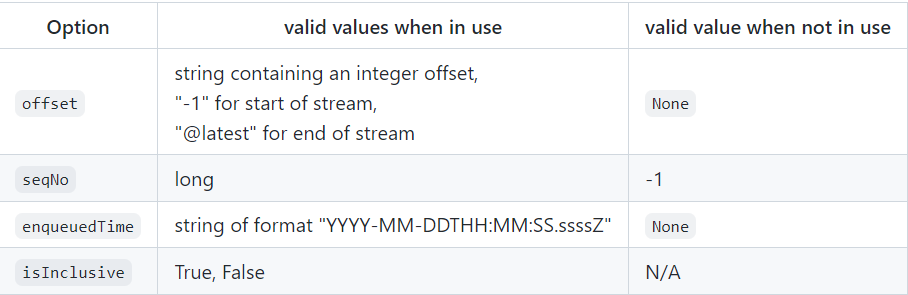 Option valid values when in use valid value when not in use
string containing an integer offset,
offset "-1" for start of stream, None
"@latest" for end of stream
seqNo long -1
enqueuedTime string of format "YYYY-MM-DDTHH:MM:SS.ssssZ" None
isInclusive True, False N/A